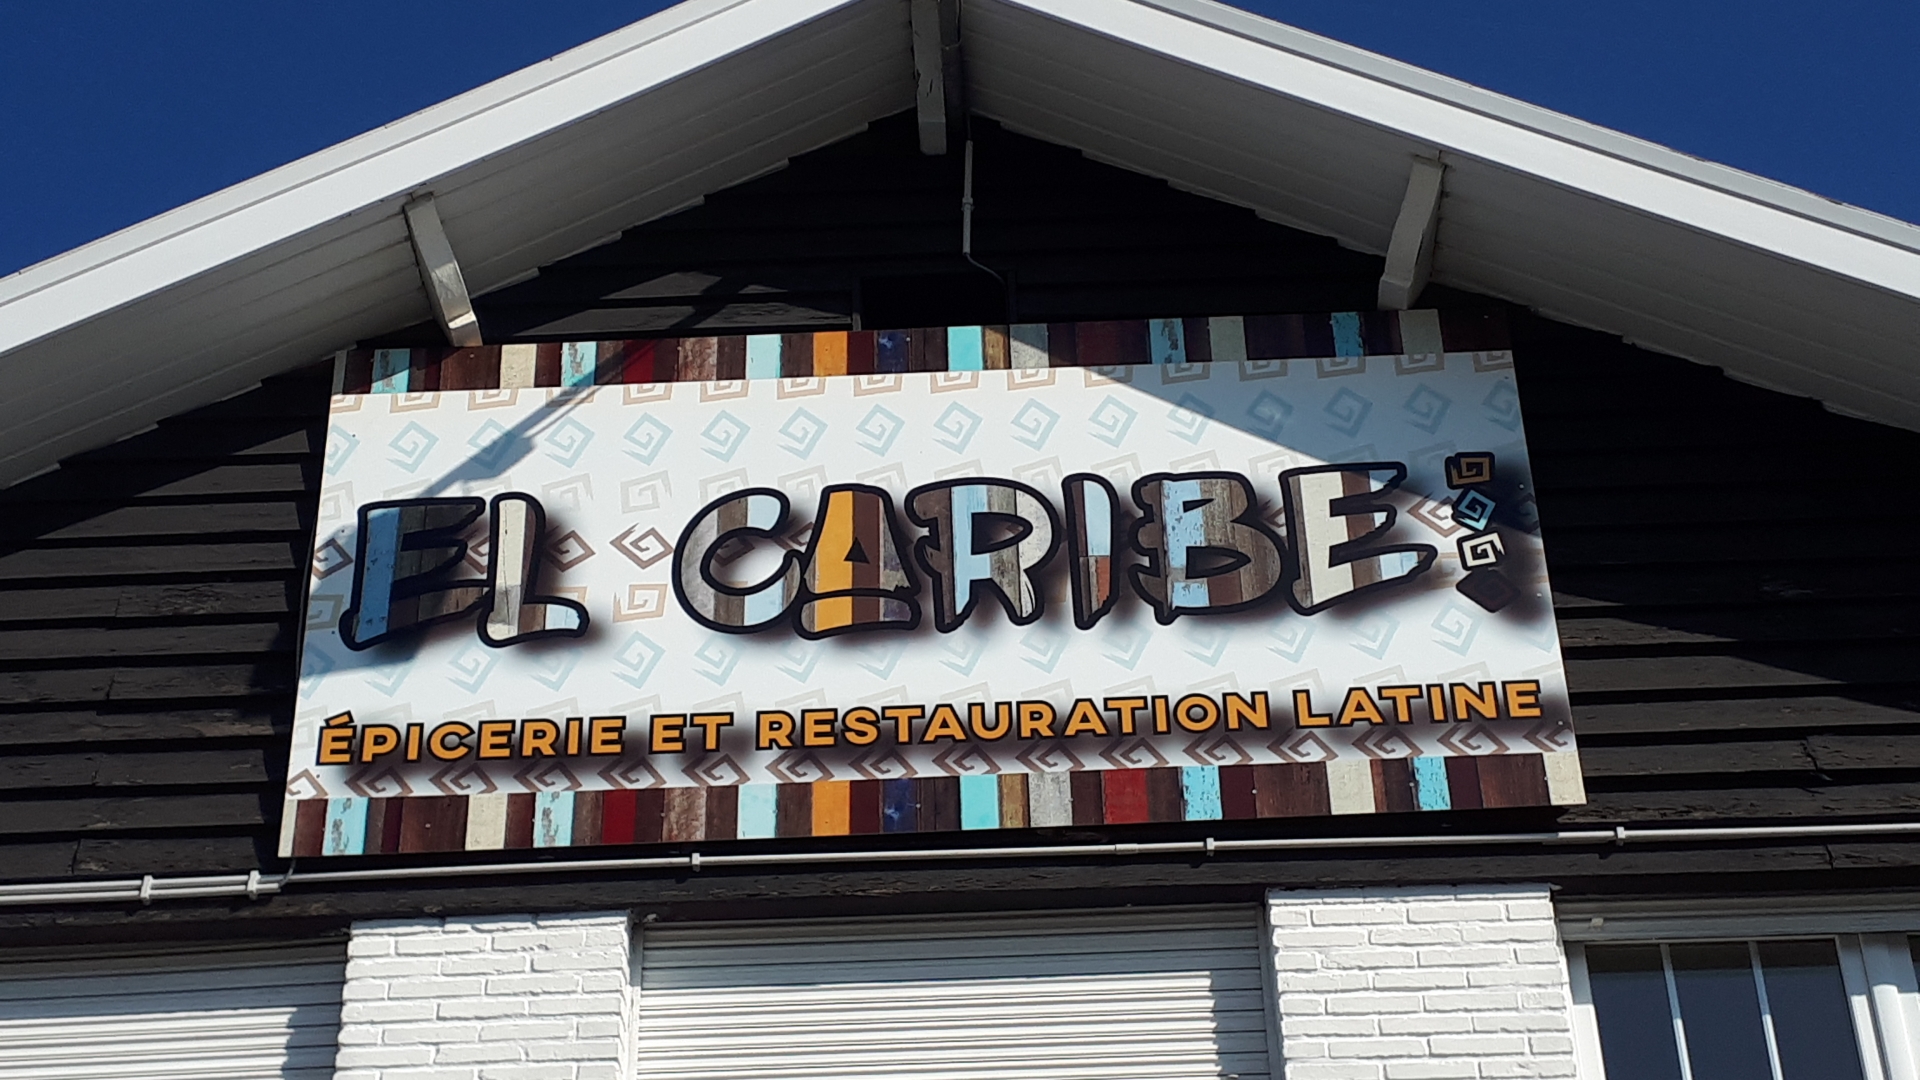 EL CARIBE
ÉPICERIE ET RESTAURATION LATINE